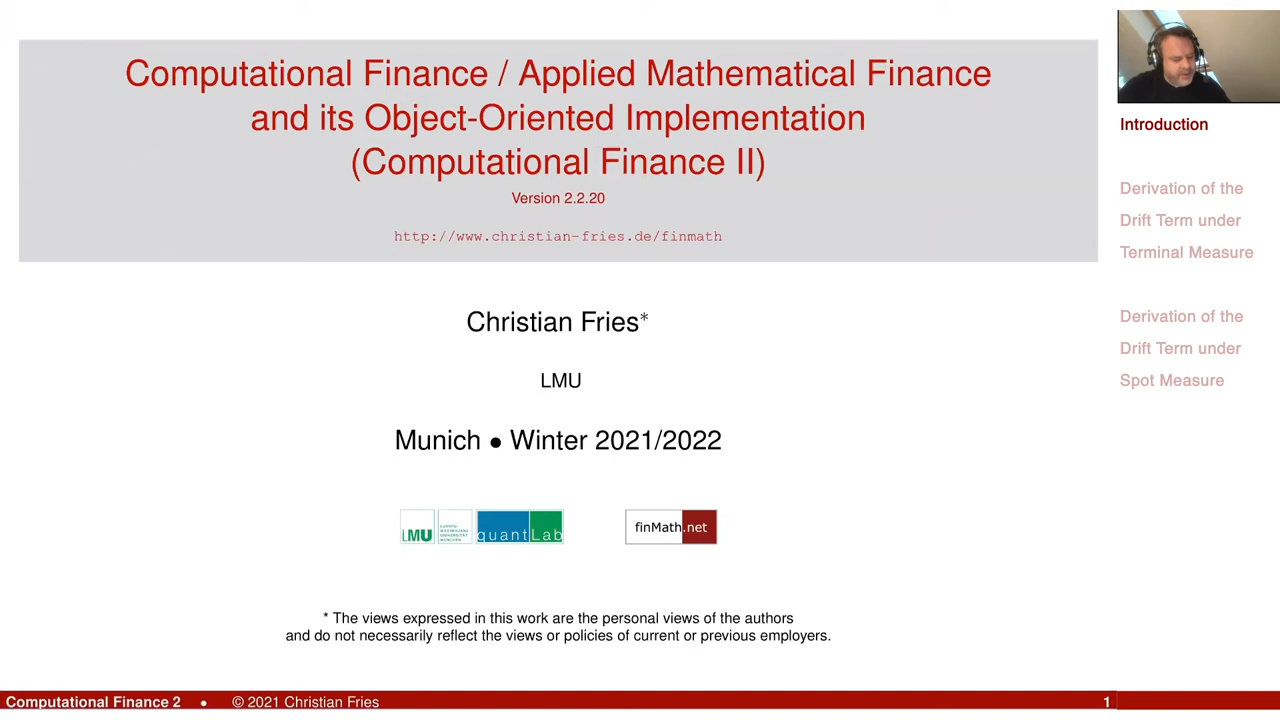 Computational Finance / Applied Mathematical Finance
and its Object-Oriented Implementation
(Computational Finance II)
Version 2.2.20
http://www.christian-fries.de/finmath
Christian Fries*
LMU
Munich • Winter 2021/2022
LMU
LUDWIG-
MAXIMILIANS-
UNIVERSITÄT
MÜNCHEN
quantLab
finMath.net
* The views expressed in this work are the personal views of the authors
and do not necessarily reflect the views or policies of current or previous employers.
Introduction
Derivation of the
Drift Term under
Terminal Measure
Derivation of the
Drift Term under
Spot Measure
Computational Finance 2 • © 2021 Christian Fries 1